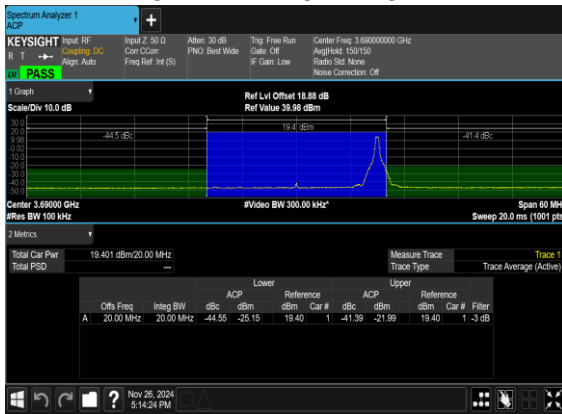 Spectrum Analyzer 1
ACP
KEYSIGHT
R T
LXI PASS
Input: RF
Coupling: DC
Align: Auto
Input Z: 50 Ω
Corr CCorr
Freq Ref: Int (S)
Atten: 30 dB
PNO: Best Wide
Trig: Free Run
Gate: Off
IF Gain: Low
Center Freq: 3.690000000 GHz
Avg|Hold: 150/150
Radio Std: None
Noise Correction: Off
1 Graph
Scale/Div 10.0 dB
Ref Lvl Offset 18.88 dB
Ref Value 39.98 dBm
30.0
20.0
9.98
-0.02
-10.0
-20.0
-30.0
-40.0
-50.0
-44.5 dBc
19.4 dBm
-41.4 dBc
Center 3.69000 GHz
#Res BW 100 kHz
#Video BW 300.00 kHz*
Span 60 MH
Sweep 20.0 ms (1001 pts
2 Metrics
Total Car Pwr 19.401 dBm/20.00 MHz
Total PSD ---
Measure Trace Trace 1
Trace Type Trace Average (Active)
Lower Upper
ACP Reference ACP Reference
Offs Freq Integ BW dBc dBm dBm Car # dBc dBm dBm Car # Filter
A 20.00 MHz 20.00 MHz -44.55 -25.15 19.40 1 -41.39 -21.99 19.40 1 -3 dB
?
Nov 26, 2024
5:14:24 PM